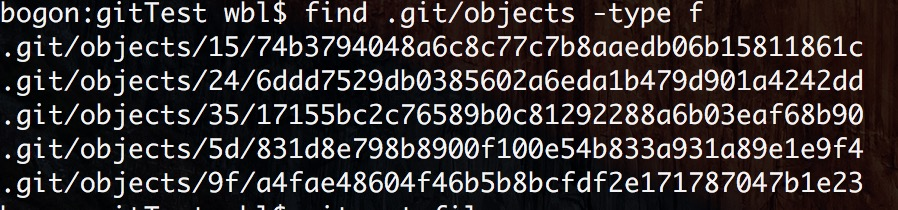 bogon:gitTest wbl$ find .git/objects -type f
.git/objects/15/74b3794048a6c8c77c7b8aaedb06b15811861c
.git/objects/24/6ddd7529db0385602a6eda1b479d901a4242dd
.git/objects/35/17155bc2c76589b0c81292288a6b03eaf68b90
.git/objects/5d/831d8e798b8900f100e54b833a931a89e1e9f4
.git/objects/9f/a4fae48604f46b5b8bcfdf2e171787047b1e23